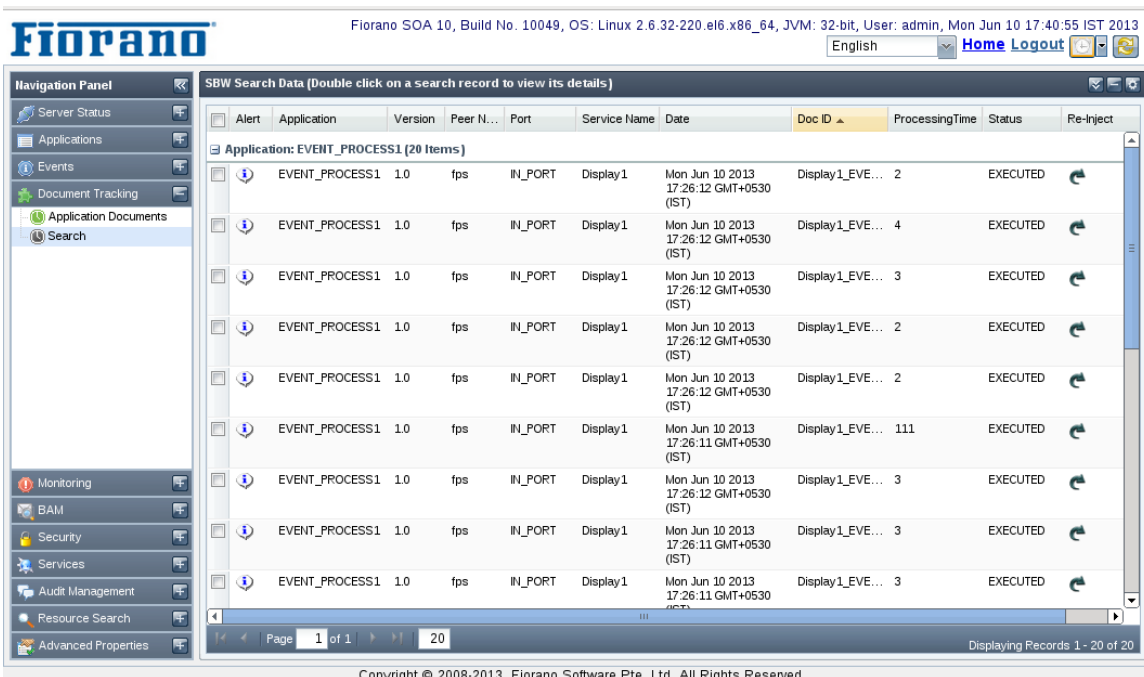 Fiorano
Fiorano SOA 10, Build No. 10049, OS: Linux 2.6.32-220.el6.x86_64, JVM: 32-bit, User: admin, Mon Jun 10 17:40:55 IST 2013
English Home Logout
Navigation Panel
Server Status
Applications
Events
Document Tracking
Application Documents
Search
Monitoring
BAM
Security
Services
Audit Management
Resource Search
Advanced Properties
SBW Search Data (Double click on a search record to view its details)
Alert Application Version Peer N... Port Service Name Date Doc ID ProcessingTime Status Re-Inject
Application: EVENT_PROCESS1 (20 Items)
EVENT_PROCESS1 1.0 fps IN_PORT Display1 Mon Jun 10 2013 Display1_EVE... 2 EXECUTED
17:26:12 GMT+0530
(IST)
EVENT_PROCESS1 1.0 fps IN_PORT Display1 Mon Jun 10 2013 Display1_EVE... 4 EXECUTED
17:26:12 GMT+0530
(IST)
EVENT_PROCESS1 1.0 fps IN_PORT Display1 Mon Jun 10 2013 Display1_EVE... 3 EXECUTED
17:26:12 GMT+0530
(IST)
EVENT_PROCESS1 1.0 fps IN_PORT Display1 Mon Jun 10 2013 Display1_EVE... 2 EXECUTED
17:26:12 GMT+0530
(IST)
EVENT_PROCESS1 1.0 fps IN_PORT Display1 Mon Jun 10 2013 Display1_EVE... 2 EXECUTED
17:26:12 GMT+0530
(IST)
EVENT_PROCESS1 1.0 fps IN_PORT Display1 Mon Jun 10 2013 Display1_EVE... 111 EXECUTED
17:26:11 GMT+0530
(IST)
EVENT_PROCESS1 1.0 fps IN_PORT Display1 Mon Jun 10 2013 Display1_EVE... 3 EXECUTED
17:26:12 GMT+0530
(IST)
EVENT_PROCESS1 1.0 fps IN_PORT Display1 Mon Jun 10 2013 Display1_EVE... 3 EXECUTED
17:26:11 GMT+0530
(IST)
EVENT_PROCESS1 1.0 fps IN_PORT Display1 Mon Jun 10 2013 Display1_EVE... 3 EXECUTED
17:26:11 GMT+0530
(IST)
Page 1 of 1 20 Displaying Records 1 - 20 of 20
Copyright © 2008-2013, Fiorano Software Pte. Ltd. All Rights Reserved